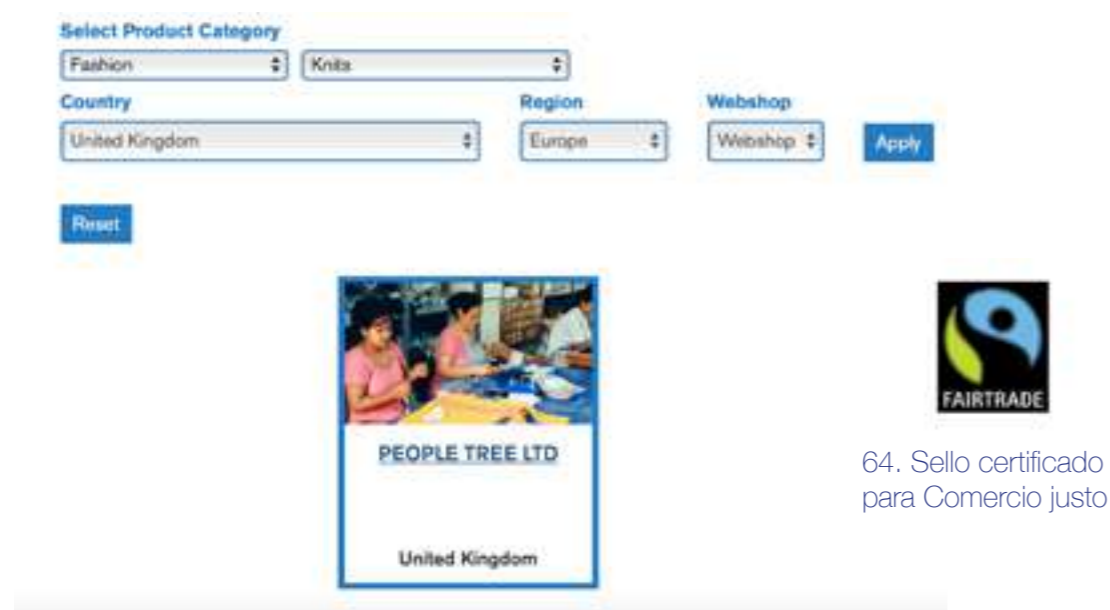 Select Product Category
Fashion Knits
Country Region Webshop
United Kingdom Europe Webshop Apply
Reset
PEOPLE TREE LTD
United Kingdom
FAIRTRADE
64. Sello certificado
para Comercio justo